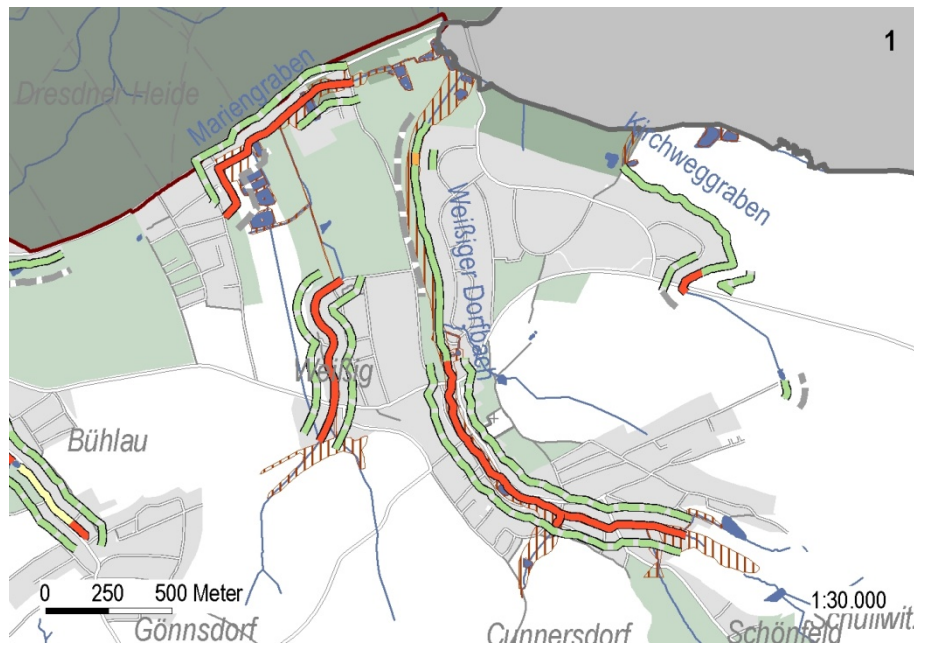 1
Dresdner Heide
Mariengraben
Kirchweggraben
Weißiger Dorfbach
Weißig
Bühlau
0 250 500 Meter
1:30.000
Gönnsdorf
Cunnersdorf
Schönfeld
Schullwitz